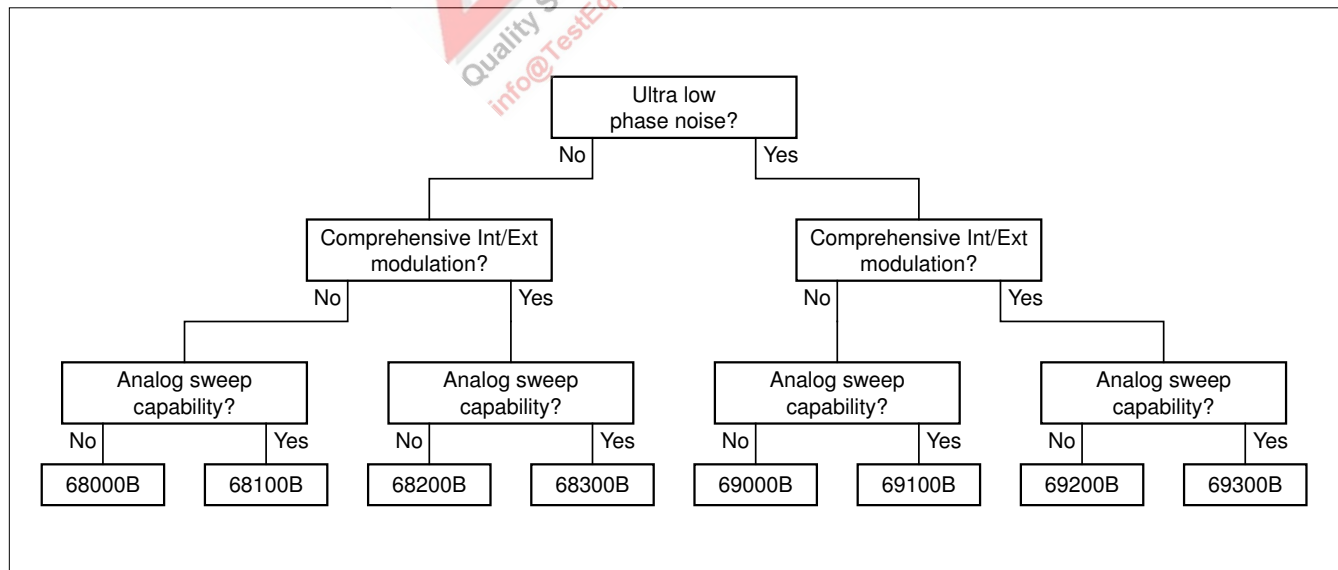 Quality S
info@TestEq
Ultra low
phase noise?
No
Yes
Comprehensive Int/Ext
modulation?
Comprehensive Int/Ext
modulation?
No
Yes
No
Yes
Analog sweep
capability?
Analog sweep
capability?
Analog sweep
capability?
Analog sweep
capability?
No
Yes
No
Yes
No
Yes
No
Yes
68000B
68100B
68200B
68300B
69000B
69100B
69200B
69300B